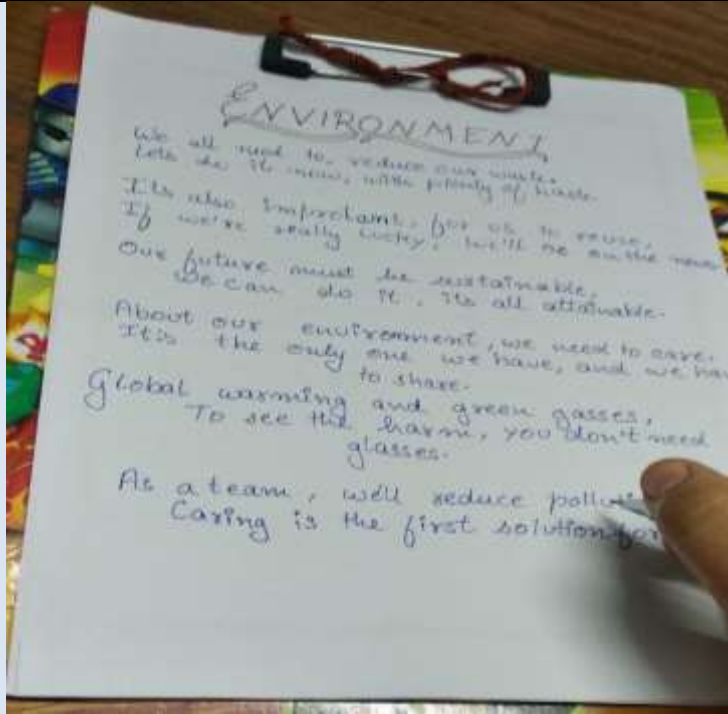 ENVIRONMENT
We all need to reduce our waste.
Lets do it now, with plenty of haste.
Its also important, for us to reuse,
If we're really lucky, we'll be on the news
Our future must be sustainable,
We can do it, its all attainable.
About our environment, we need to care.
It is the only one we have, and we have
to share.
Global warming and green gasses,
To see the harm, you don't need
glasses.
As a team, we'll reduce
Caring is the first solution for